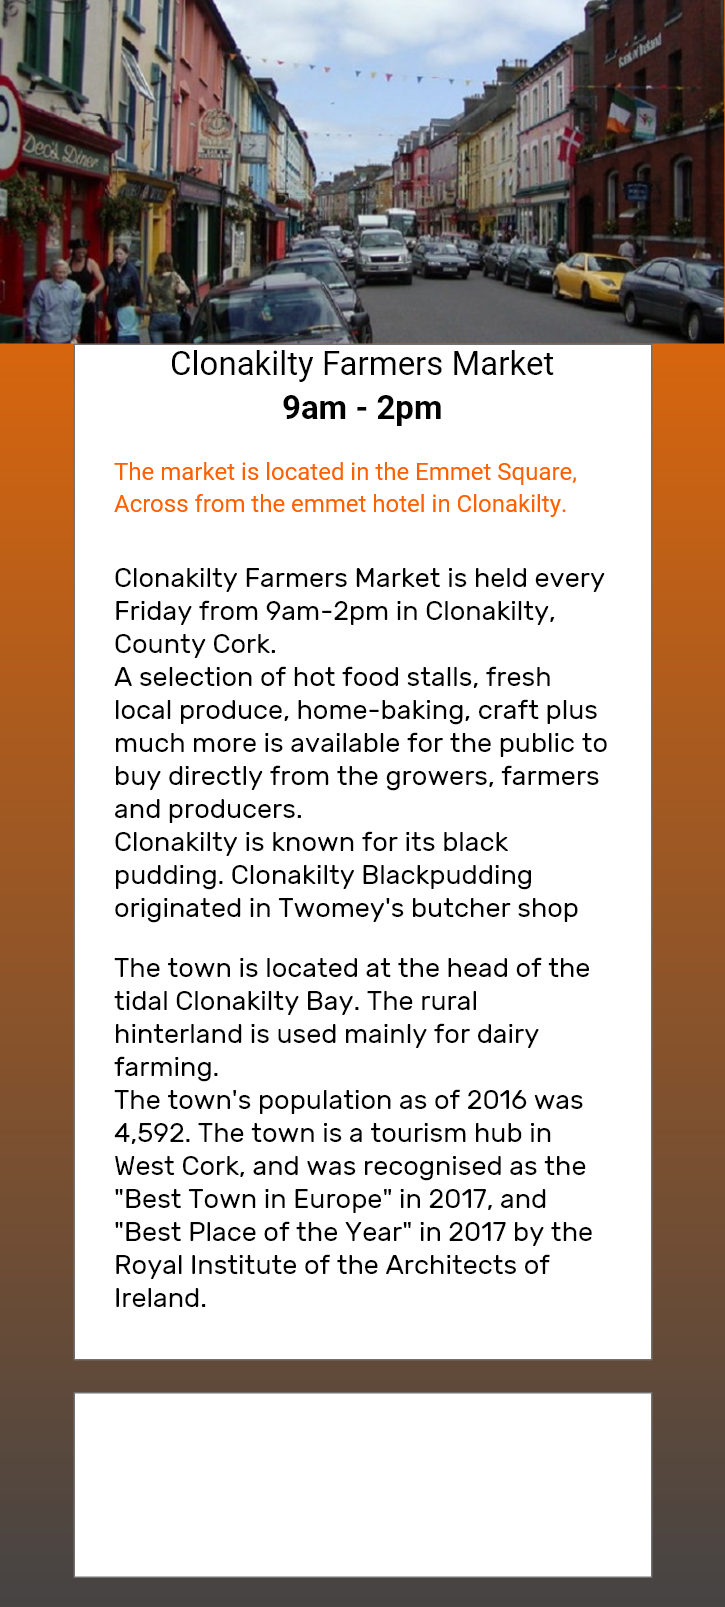 Deo's Diner
Bank of Ireland
Clonakilty Farmers Market
9am - 2pm
The market is located in the Emmet Square,
Across from the emmet hotel in Clonakilty.
Clonakilty Farmers Market is held every
Friday from 9am-2pm in Clonakilty,
County Cork.
A selection of hot food stalls, fresh
local produce, home-baking, craft plus
much more is available for the public to
buy directly from the growers, farmers
and producers.
Clonakilty is known for its black
pudding. Clonakilty Blackpudding
originated in Twomey's butcher shop
The town is located at the head of the
tidal Clonakilty Bay. The rural
hinterland is used mainly for dairy
farming.
The town's population as of 2016 was
4,592. The town is a tourism hub in
West Cork, and was recognised as the
"Best Town in Europe" in 2017, and
"Best Place of the Year" in 2017 by the
Royal Institute of the Architects of
Ireland.